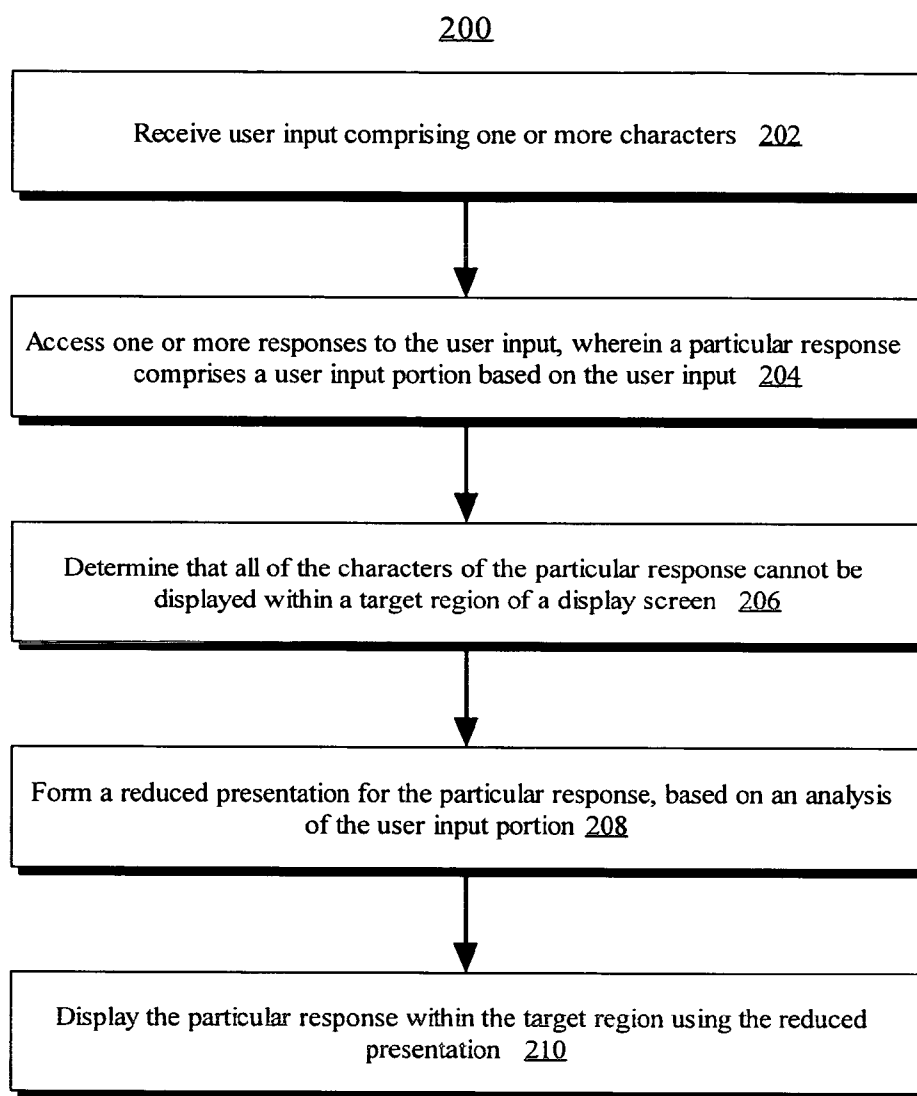 200
Receive user input comprising one or more characters 202
Access one or more responses to the user input, wherein a particular response
comprises a user input portion based on the user input 204
Determine that all of the characters of the particular response cannot be
displayed within a target region of a display screen 206
Form a reduced presentation for the particular response, based on an analysis
of the user input portion 208
Display the particular response within the target region using the reduced
presentation 210